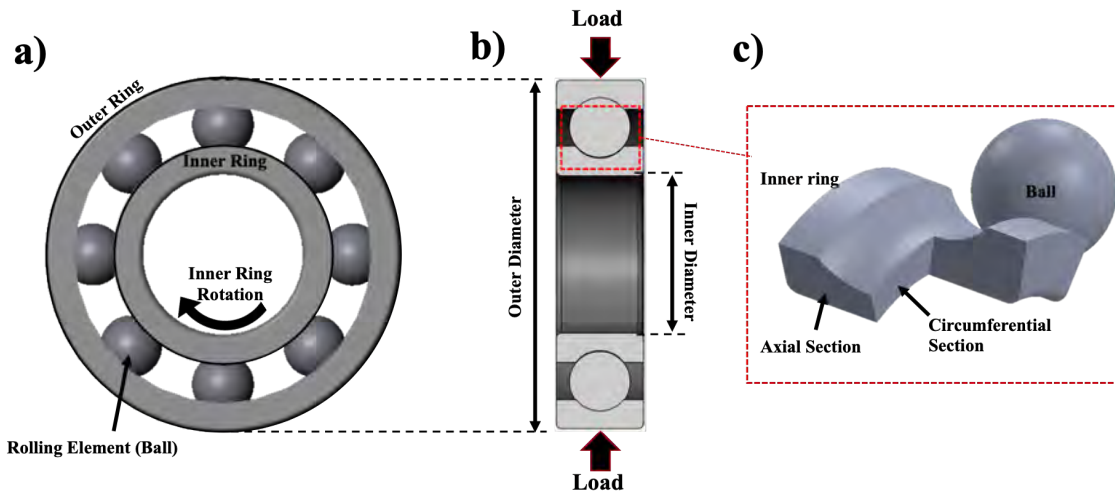 a)
Outer Ring
Inner Ring
Inner Ring
Rotation
Rolling Element (Ball)
b)
Load
Outer Diameter
Inner Diameter
Load
c)
Inner ring
Ball
Axial Section
Circumferential
Section